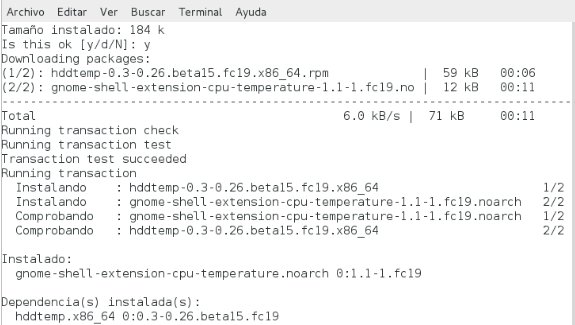 Archivo Editar Ver Buscar Terminal Ayuda
Tamaño instalado: 184 k
Is this ok [y/d/N]: y
Downloading packages:
(1/2): hddtemp-0.3-0.26.beta15.fc19.x86_64.rpm | 59 kB 00:06
(2/2): gnome-shell-extension-cpu-temperature-1.1-1.fc19.no | 12 kB 00:11
--------------------------------------------------------------------------------
Total 6.0 kB/s | 71 kB 00:11
Running transaction check
Running transaction test
Transaction test succeeded
Running transaction
Instalando : hddtemp-0.3-0.26.beta15.fc19.x86_64 1/2
Instalando : gnome-shell-extension-cpu-temperature-1.1-1.fc19.noarch 2/2
Comprobando : gnome-shell-extension-cpu-temperature-1.1-1.fc19.noarch 1/2
Comprobando : hddtemp-0.3-0.26.beta15.fc19.x86_64 2/2
Instalado:
gnome-shell-extension-cpu-temperature.noarch 0:1.1-1.fc19
Dependencia(s) instalada(s):
hddtemp.x86_64 0:0.3-0.26.beta15.fc19